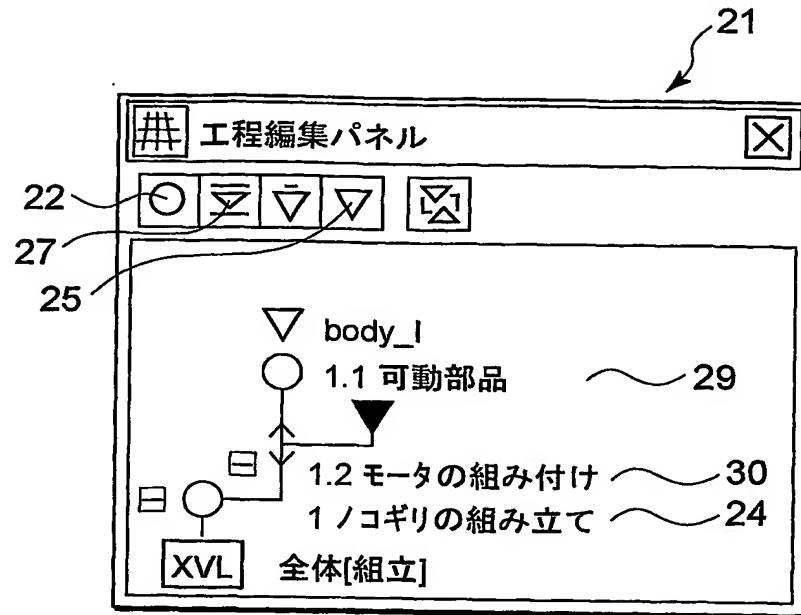 21
工程編集パネル
22
27
25
body_l
1.1 可動部品
29
1.2 モータの組み付け
30
1 ノコギリの組み立て
24
XVL
全体[組立]